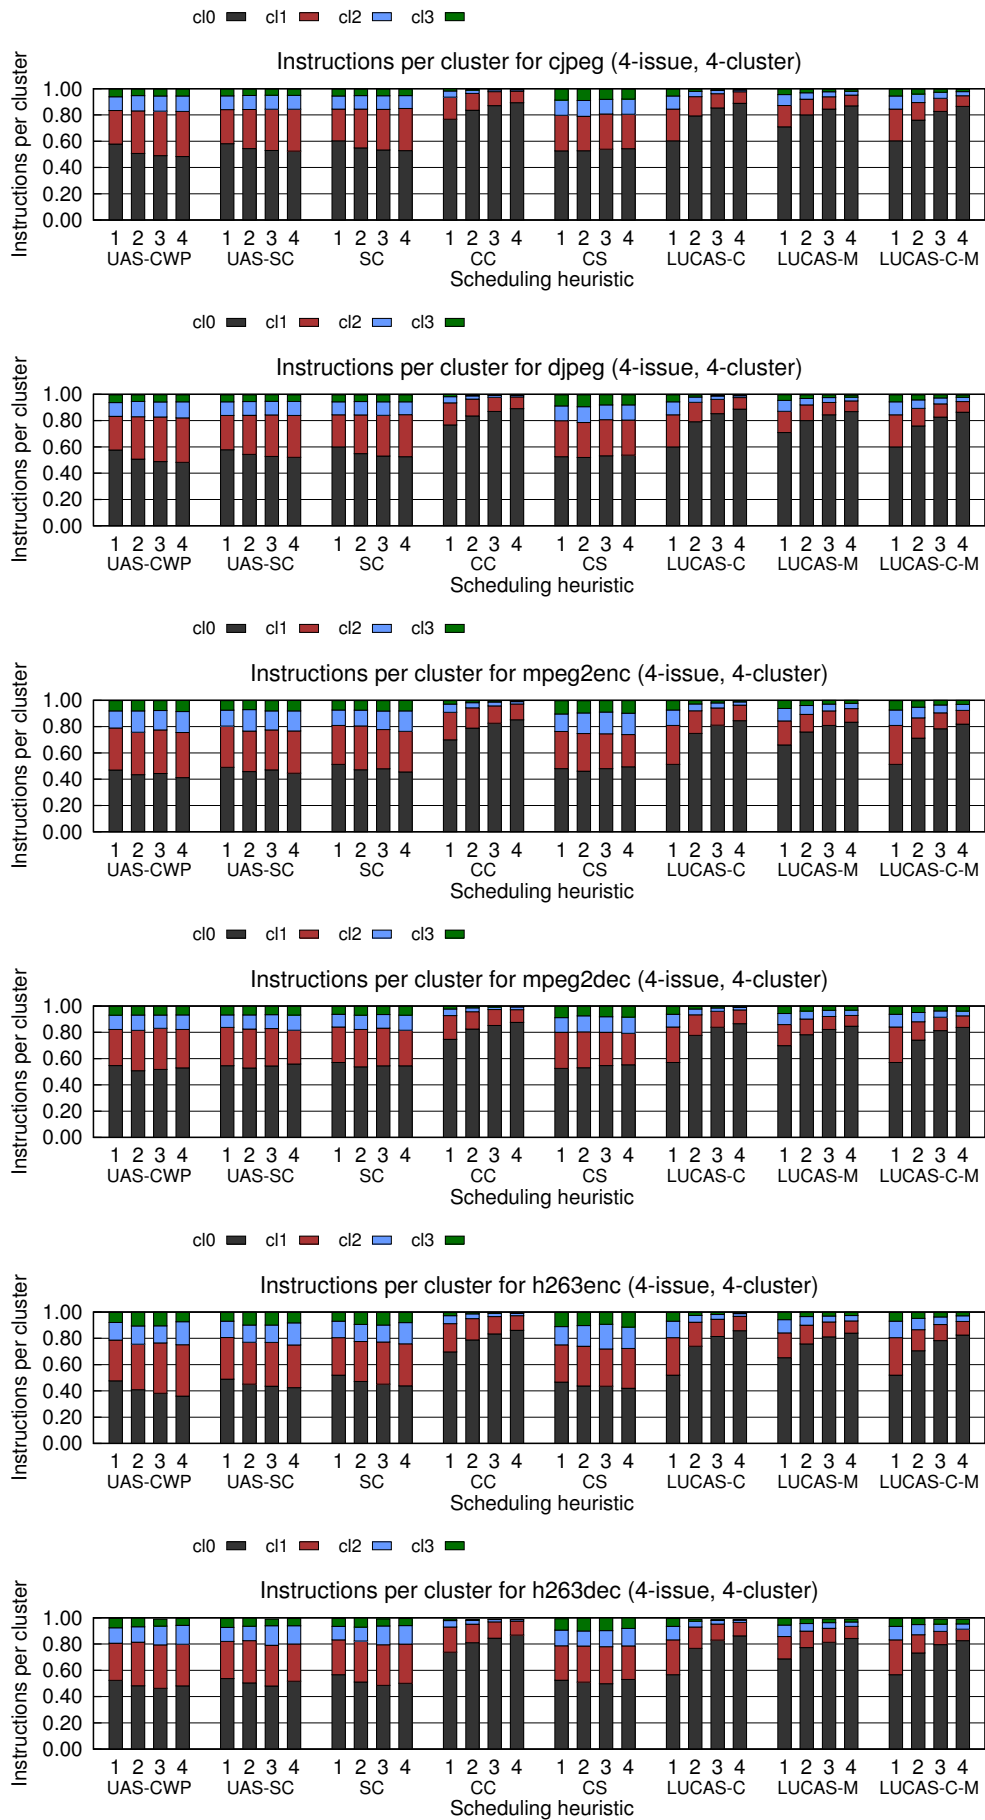 cl0 cl1 cl2 cl3
Instructions per cluster for cjpeg (4-issue, 4-cluster)
Instructions per cluster
1.00
0.80
0.60
0.40
0.20
0.00
1 2 3 4 1 2 3 4 1 2 3 4 1 2 3 4 1 2 3 4 1 2 3 4 1 2 3 4 1 2 3 4
UAS-CWP UAS-SC SC CC CS LUCAS-C LUCAS-M LUCAS-C-M
Scheduling heuristic
cl0 cl1 cl2 cl3
Instructions per cluster for djpeg (4-issue, 4-cluster)
Instructions per cluster
1.00
0.80
0.60
0.40
0.20
0.00
1 2 3 4 1 2 3 4 1 2 3 4 1 2 3 4 1 2 3 4 1 2 3 4 1 2 3 4 1 2 3 4
UAS-CWP UAS-SC SC CC CS LUCAS-C LUCAS-M LUCAS-C-M
Scheduling heuristic
cl0 cl1 cl2 cl3
Instructions per cluster for mpeg2enc (4-issue, 4-cluster)
Instructions per cluster
1.00
0.80
0.60
0.40
0.20
0.00
1 2 3 4 1 2 3 4 1 2 3 4 1 2 3 4 1 2 3 4 1 2 3 4 1 2 3 4 1 2 3 4
UAS-CWP UAS-SC SC CC CS LUCAS-C LUCAS-M LUCAS-C-M
Scheduling heuristic
cl0 cl1 cl2 cl3
Instructions per cluster for mpeg2dec (4-issue, 4-cluster)
Instructions per cluster
1.00
0.80
0.60
0.40
0.20
0.00
1 2 3 4 1 2 3 4 1 2 3 4 1 2 3 4 1 2 3 4 1 2 3 4 1 2 3 4 1 2 3 4
UAS-CWP UAS-SC SC CC CS LUCAS-C LUCAS-M LUCAS-C-M
Scheduling heuristic
cl0 cl1 cl2 cl3
Instructions per cluster for h263enc (4-issue, 4-cluster)
Instructions per cluster
1.00
0.80
0.60
0.40
0.20
0.00
1 2 3 4 1 2 3 4 1 2 3 4 1 2 3 4 1 2 3 4 1 2 3 4 1 2 3 4 1 2 3 4
UAS-CWP UAS-SC SC CC CS LUCAS-C LUCAS-M LUCAS-C-M
Scheduling heuristic
cl0 cl1 cl2 cl3
Instructions per cluster for h263dec (4-issue, 4-cluster)
Instructions per cluster
1.00
0.80
0.60
0.40
0.20
0.00
1 2 3 4 1 2 3 4 1 2 3 4 1 2 3 4 1 2 3 4 1 2 3 4 1 2 3 4 1 2 3 4
UAS-CWP UAS-SC SC CC CS LUCAS-C LUCAS-M LUCAS-C-M
Scheduling heuristic